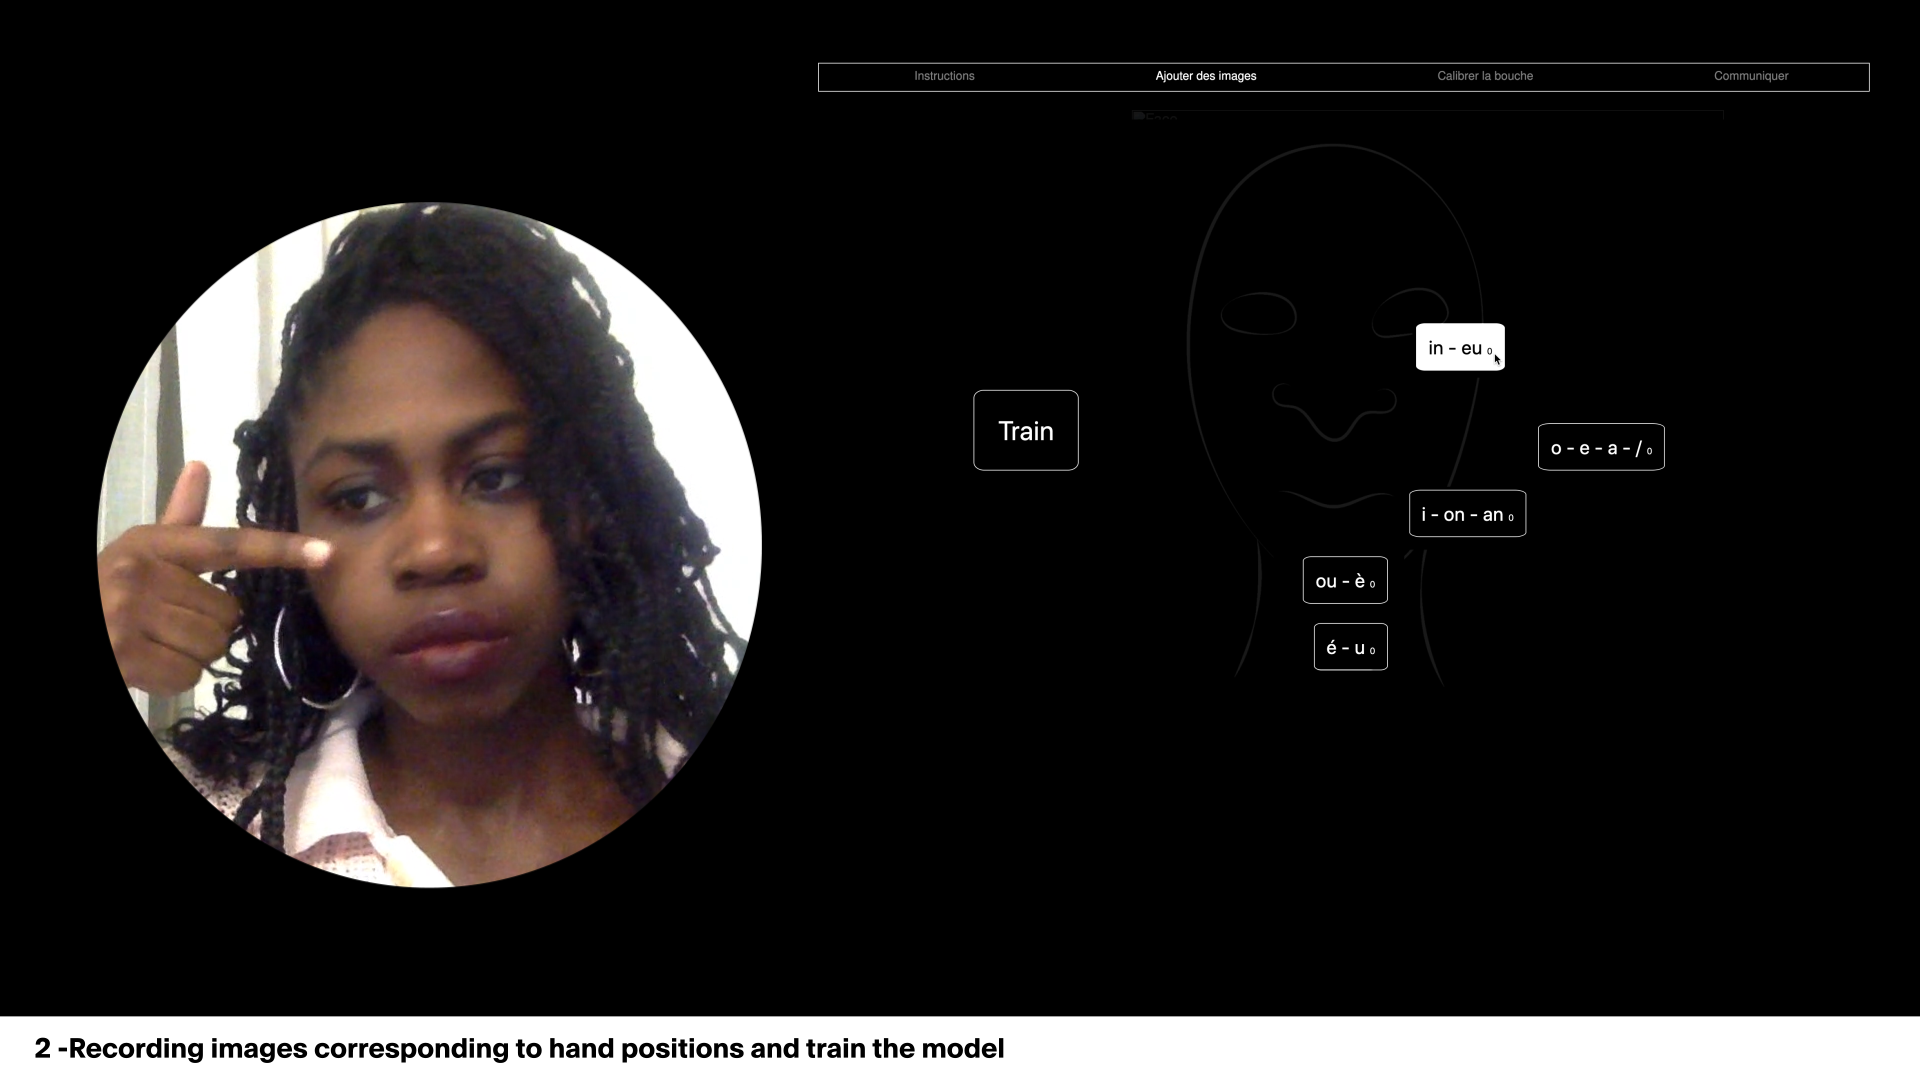 Instructions Ajouter des images Calibrer la bouche Communiquer
Face
in - eu 0
Train
o - e - a - / 0
i - on - an 0
ou - è 0
é - u 0
2 -Recording images corresponding to hand positions and train the model